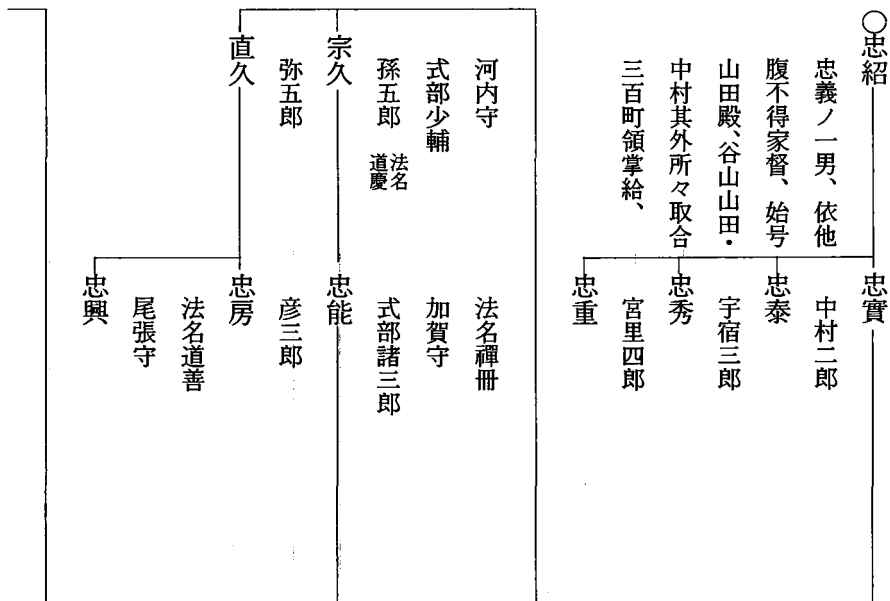 ○忠紹
忠義ノ一男、依他
腹不得家督、始号
山田殿、谷山山田・
中村其外所々取合
三百町領掌給、
忠實
中村二郎
忠泰
宇宿三郎
忠秀
宮里四郎
忠重
河内守
式部少輔
孫五郎 法名道慶
宗久
弥五郎
直久
法名禪冊
加賀守
式部諸三郎
忠能
彦三郎
忠房
法名道善
尾張守
忠興